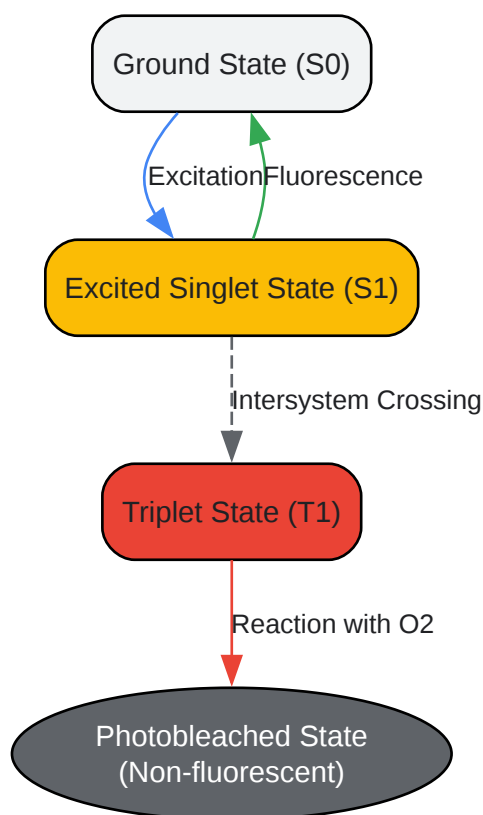 Ground State (S0)
Excitation
Fluorescence
Excited Singlet State (S1)
Intersystem Crossing
Triplet State (T1)
Reaction with O2
Photobleached State
(Non-fluorescent)